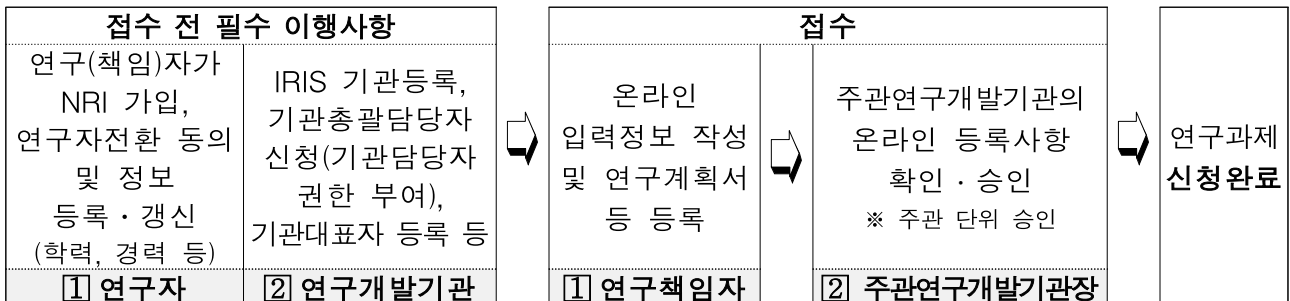 접수 전 필수 이행사항
연구(책임)자가
NRI 가입,
연구자전환 동의
및 정보
등록·갱신
(학력, 경력 등)
1 연구자
IRIS 기관등록,
기관총괄담당자
신청(기관담당자
권한 부여),
기관대표자 등록 등
2 연구개발기관
접수
온라인
입력정보 작성
및 연구계획서
등 등록
1 연구책임자
주관연구개발기관의
온라인 등록사항
확인·승인
※ 주관 단위 승인
2 주관연구개발기관장
연구과제
신청완료